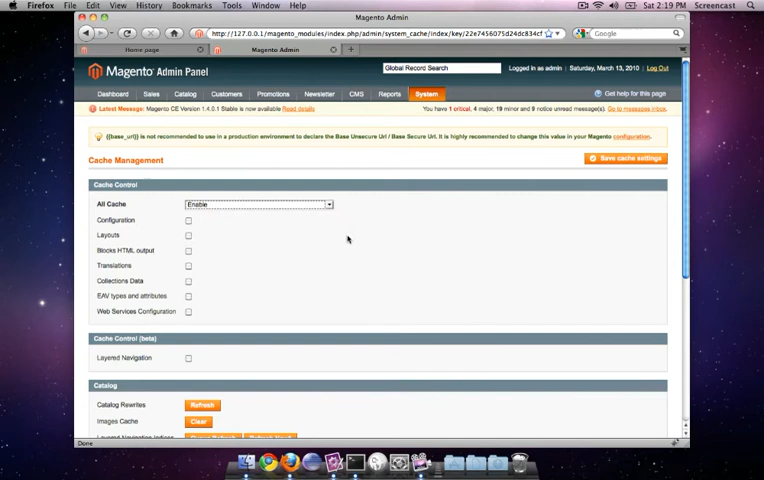 Firefox File Edit View History Bookmarks Tools Window Help
Sat 2:19 PM Screencast
Magento Admin
http://127.0.0.1/magento_modules/index.php/admin/system_cache/index/key/22e7456075d24dc834cf
Google
Home page
Magento Admin
Magento Admin Panel
Global Record Search
Logged in as admin | Saturday, March 13, 2010 | Log Out
Dashboard Sales Catalog Customers Promotions Newsletter CMS Reports System
Get help for this page
Latest Message: Magento CE Version 1.4.0.1 Stable is now available Read details
You have 1 critical, 4 major, 19 minor and 9 notice unread message(s). Go to messages inbox.
{{base_url}} is not recommended to use in a production environment to declare the Base Unsecure Url / Base Secure Url. It is highly recommended to change this value in your Magento configuration.
Cache Management
Save cache settings
Cache Control
All Cache Enable
Configuration
Layouts
Blocks HTML output
Translations
Collections Data
EAV types and attributes
Web Services Configuration
Cache Control (beta)
Layered Navigation
Catalog
Catalog Rewrites Refresh
Images Cache Clear
Layered Navigation Indices
Done